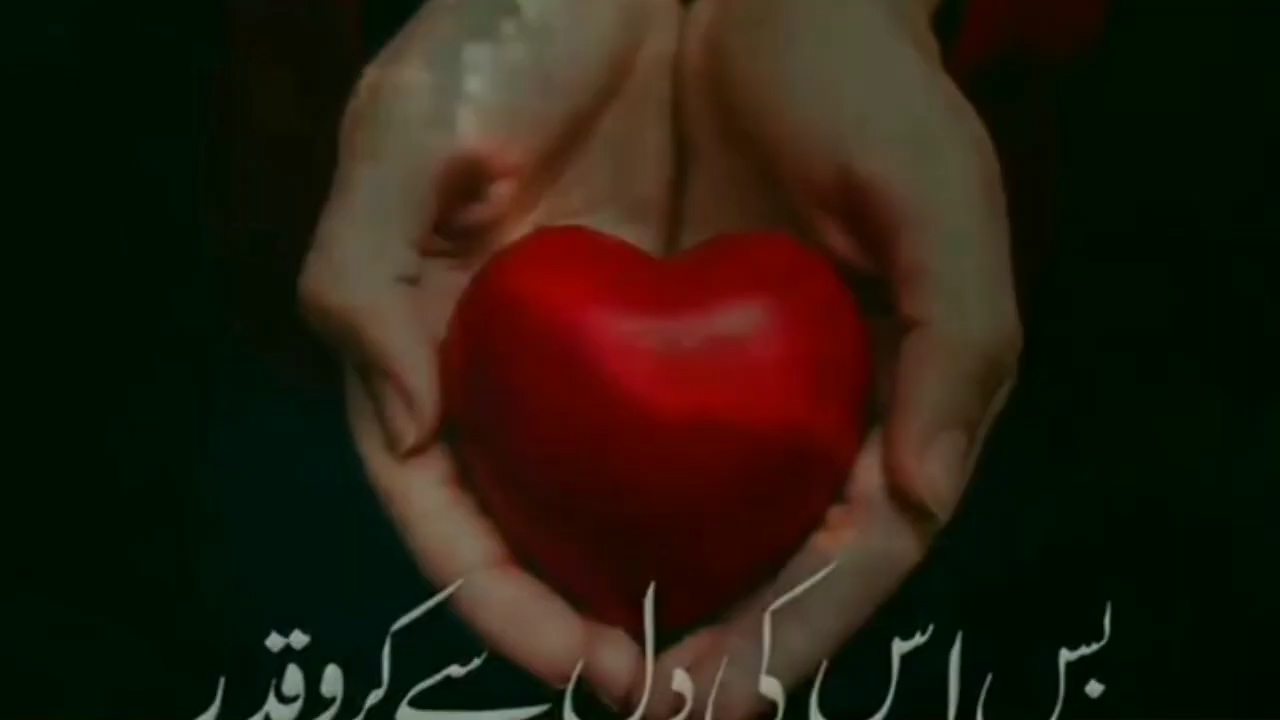 بس اس کی دل سے کرو قدر